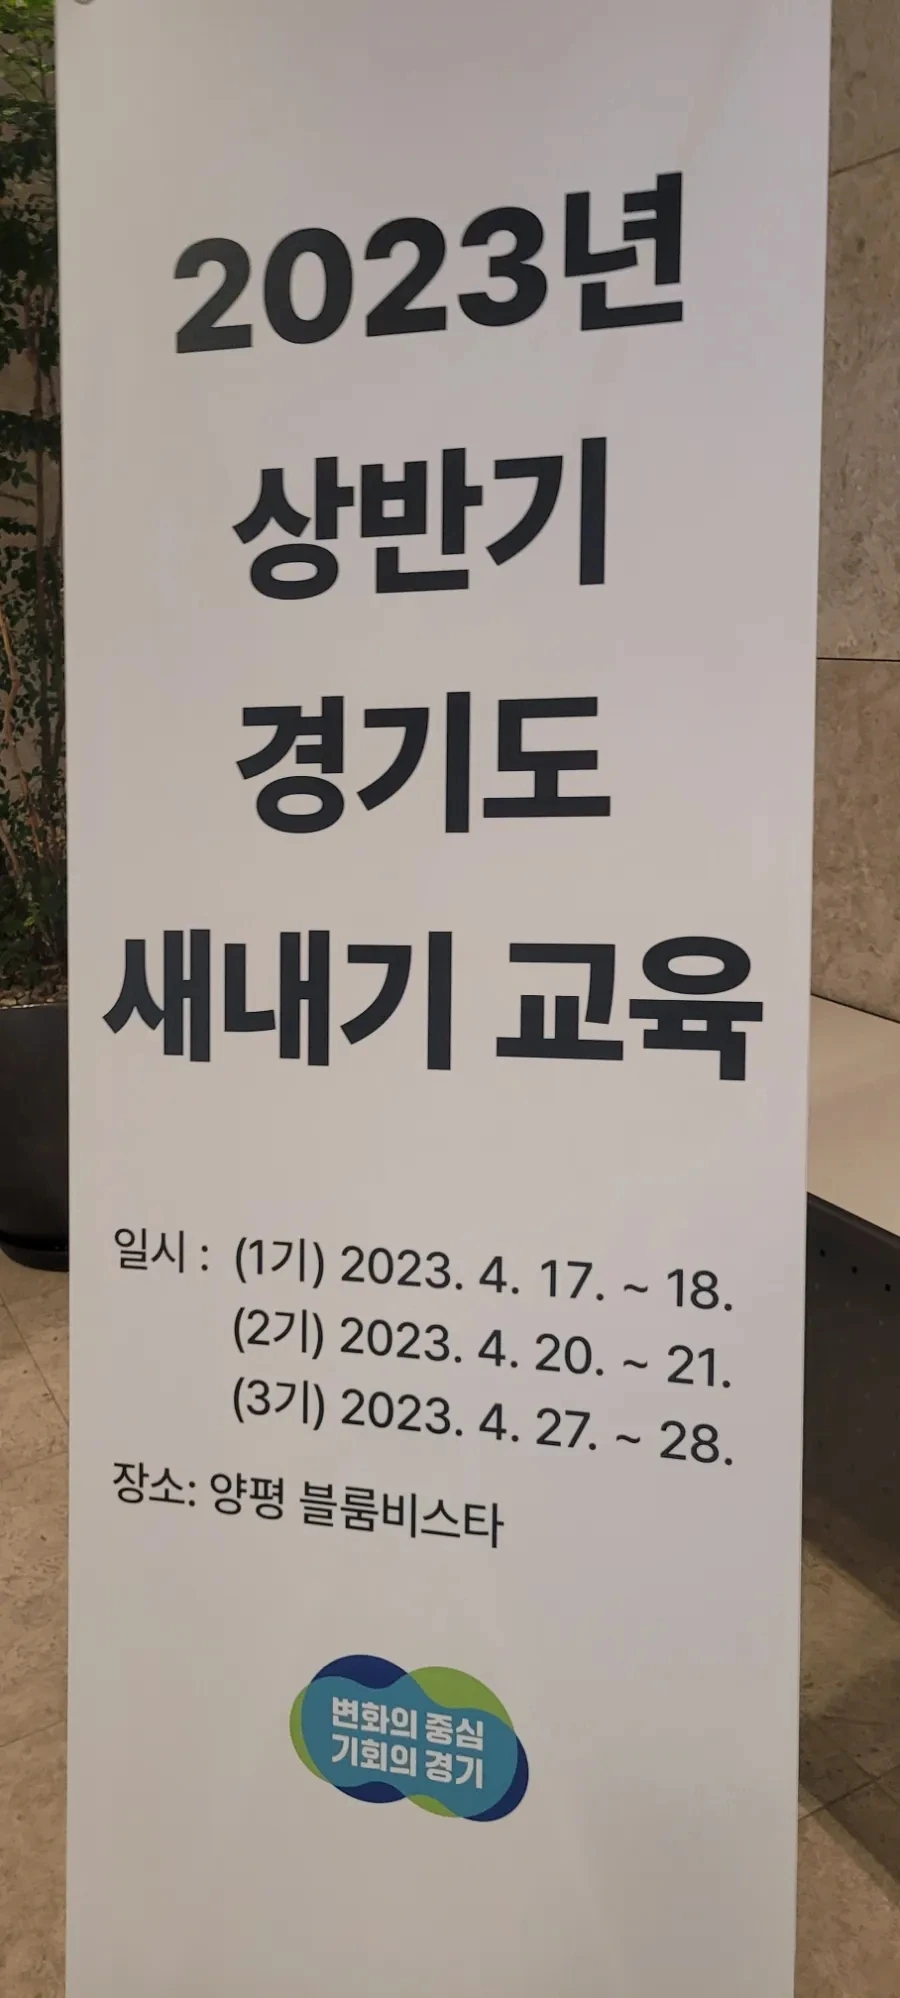 2023년
상반기
경기도
새내기 교육
일시 : (1기) 2023. 4. 17. ~ 18.
(2기) 2023. 4. 20. ~ 21.
(3기) 2023. 4. 27. ~ 28.
장소: 양평 블룸비스타
변화의 중심
기회의 경기